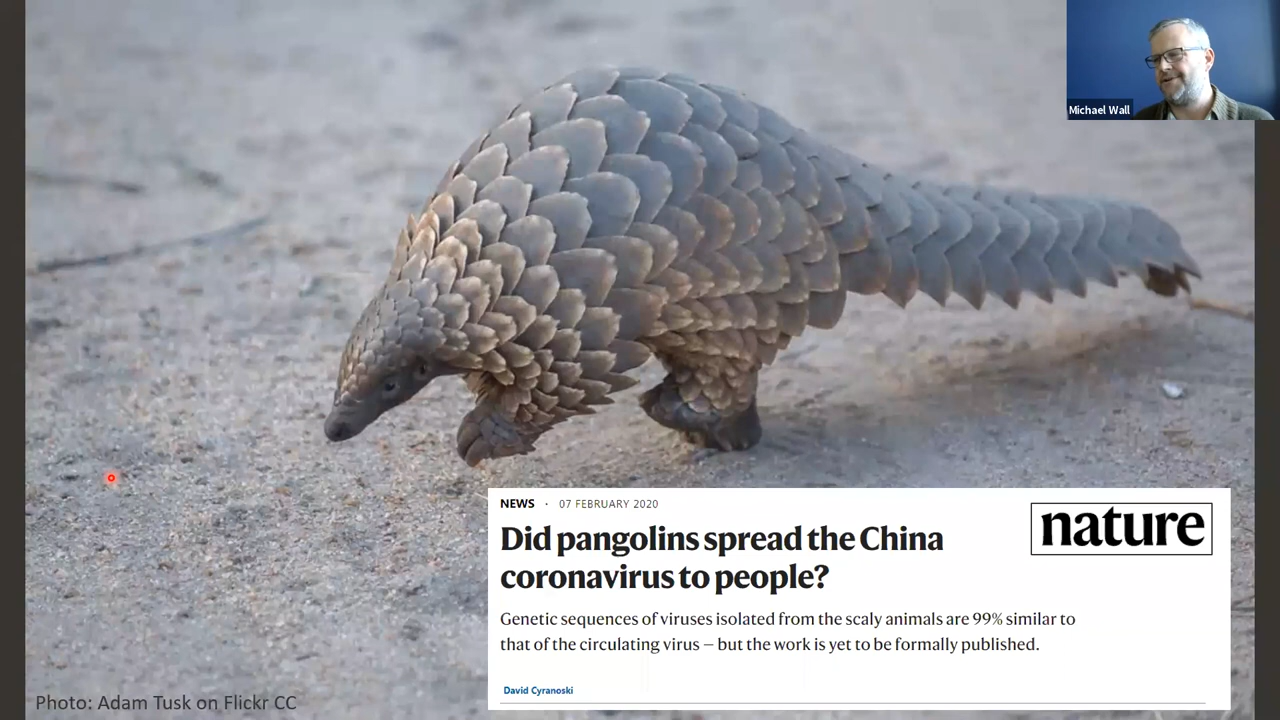 Michael Wall
NEWS · 07 FEBRUARY 2020
nature
Did pangolins spread the China
coronavirus to people?
Genetic sequences of viruses isolated from the scaly animals are 99% similar to
that of the circulating virus — but the work is yet to be formally published.
David Cyranoski
Photo: Adam Tusk on Flickr CC